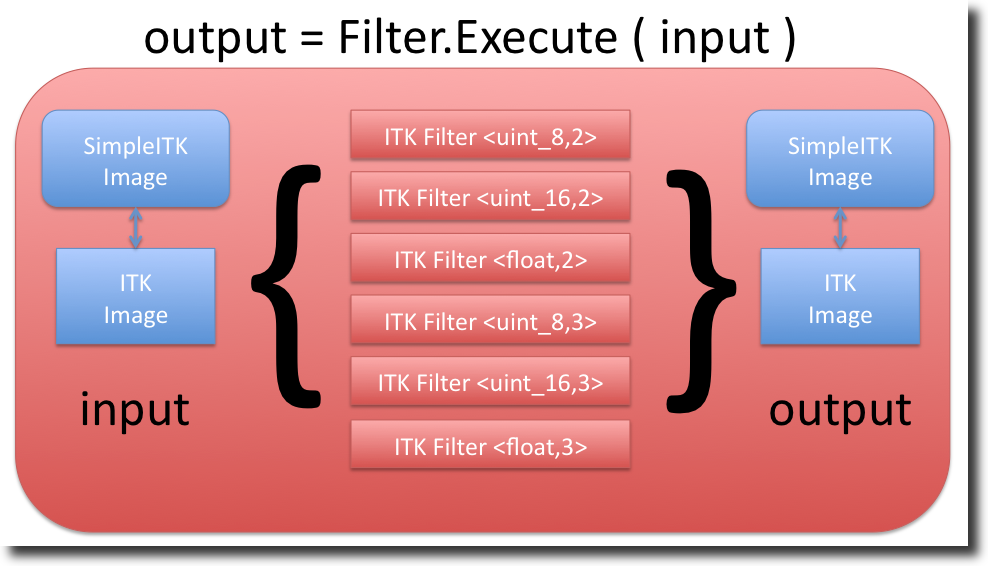 output = Filter.Execute ( input )
SimpleITK
Image
ITK
Image
input
{
ITK Filter <uint_8,2>
ITK Filter <uint_16,2>
ITK Filter <float,2>
ITK Filter <uint_8,3>
ITK Filter <uint_16,3>
ITK Filter <float,3>
}
SimpleITK
Image
ITK
Image
output